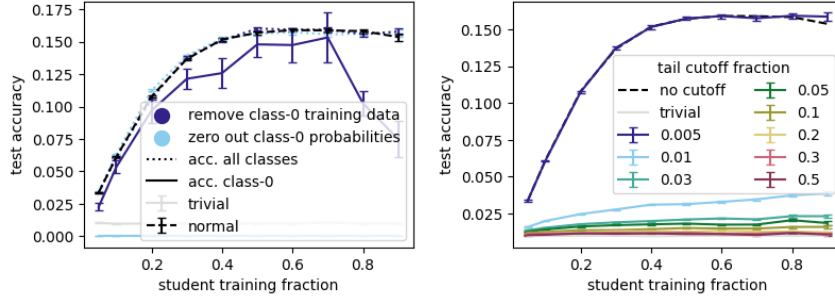 0.175
0.150
0.125
0.100
0.075
0.050
0.025
0.000
test accuracy
remove class-0 training data
zero out class-0 probabilities
acc. all classes
acc. class-0
trivial
normal
0.2 0.4 0.6 0.8
student training fraction
0.150
0.125
0.100
0.075
0.050
0.025
test accuracy
tail cutoff fraction
no cutoff
trivial
0.005
0.01
0.03
0.05
0.1
0.2
0.3
0.5
0.2 0.4 0.6 0.8
student training fraction